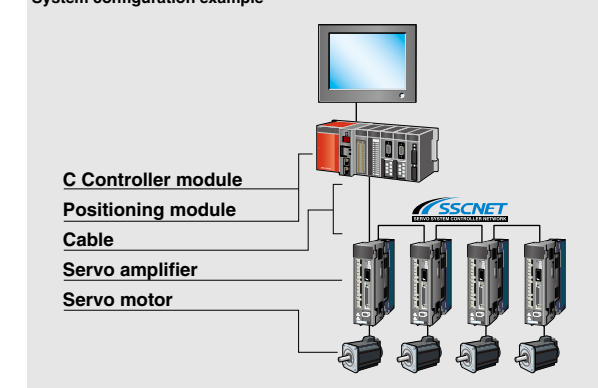 System configuration example
SSCNET
SERVO SYSTEM CONTROLLER NETWORK
C Controller module
Positioning module
Cable
Servo amplifier
Servo motor